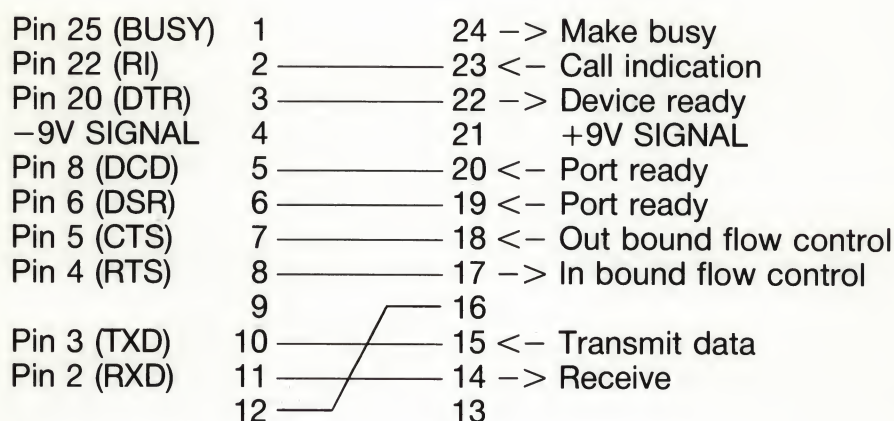 Pin 25 (BUSY) 1 24 –> Make busy
Pin 22 (RI) 2 23 <– Call indication
Pin 20 (DTR) 3 22 –> Device ready
–9V SIGNAL 4 21 +9V SIGNAL
Pin 8 (DCD) 5 20 <– Port ready
Pin 6 (DSR) 6 19 <– Port ready
Pin 5 (CTS) 7 18 <– Out bound flow control
Pin 4 (RTS) 8 17 –> In bound flow control
9 16
Pin 3 (TXD) 10 15 <– Transmit data
Pin 2 (RXD) 11 14 –> Receive
12 13